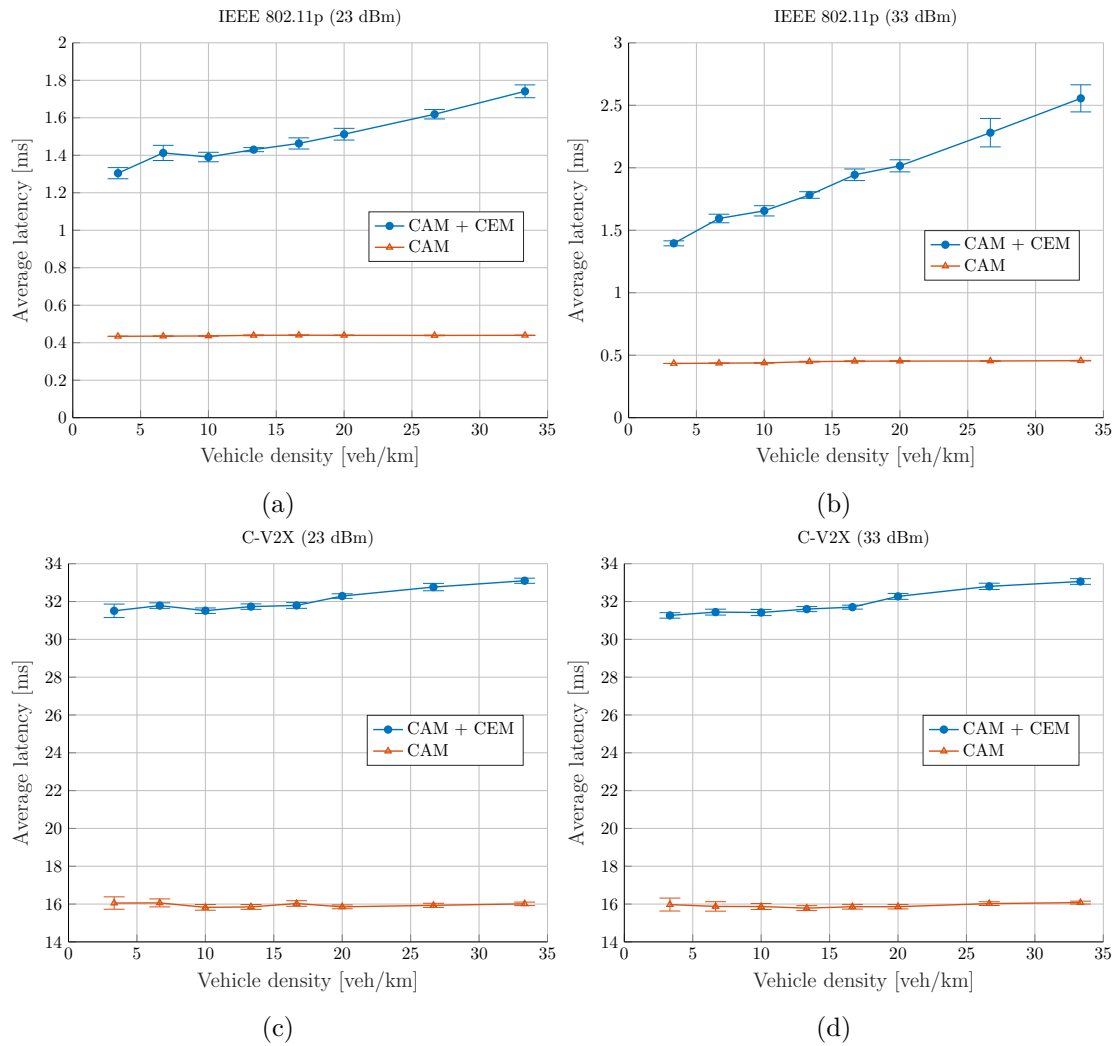 IEEE 802.11p (23 dBm)
2
1.8
1.6
1.4
1.2
1
0.8
0.6
0.4
0.2
0
Average latency [ms]
CAM + CEM
CAM
0 5 10 15 20 25 30 35
Vehicle density [veh/km]
(a)
IEEE 802.11p (33 dBm)
3
2.5
2
1.5
1
0.5
0
Average latency [ms]
CAM + CEM
CAM
0 5 10 15 20 25 30 35
Vehicle density [veh/km]
(b)
C-V2X (23 dBm)
34
32
30
28
26
24
22
20
18
16
14
Average latency [ms]
CAM + CEM
CAM
0 5 10 15 20 25 30 35
Vehicle density [veh/km]
(c)
C-V2X (33 dBm)
34
32
30
28
26
24
22
20
18
16
14
Average latency [ms]
CAM + CEM
CAM
0 5 10 15 20 25 30 35
Vehicle density [veh/km]
(d)